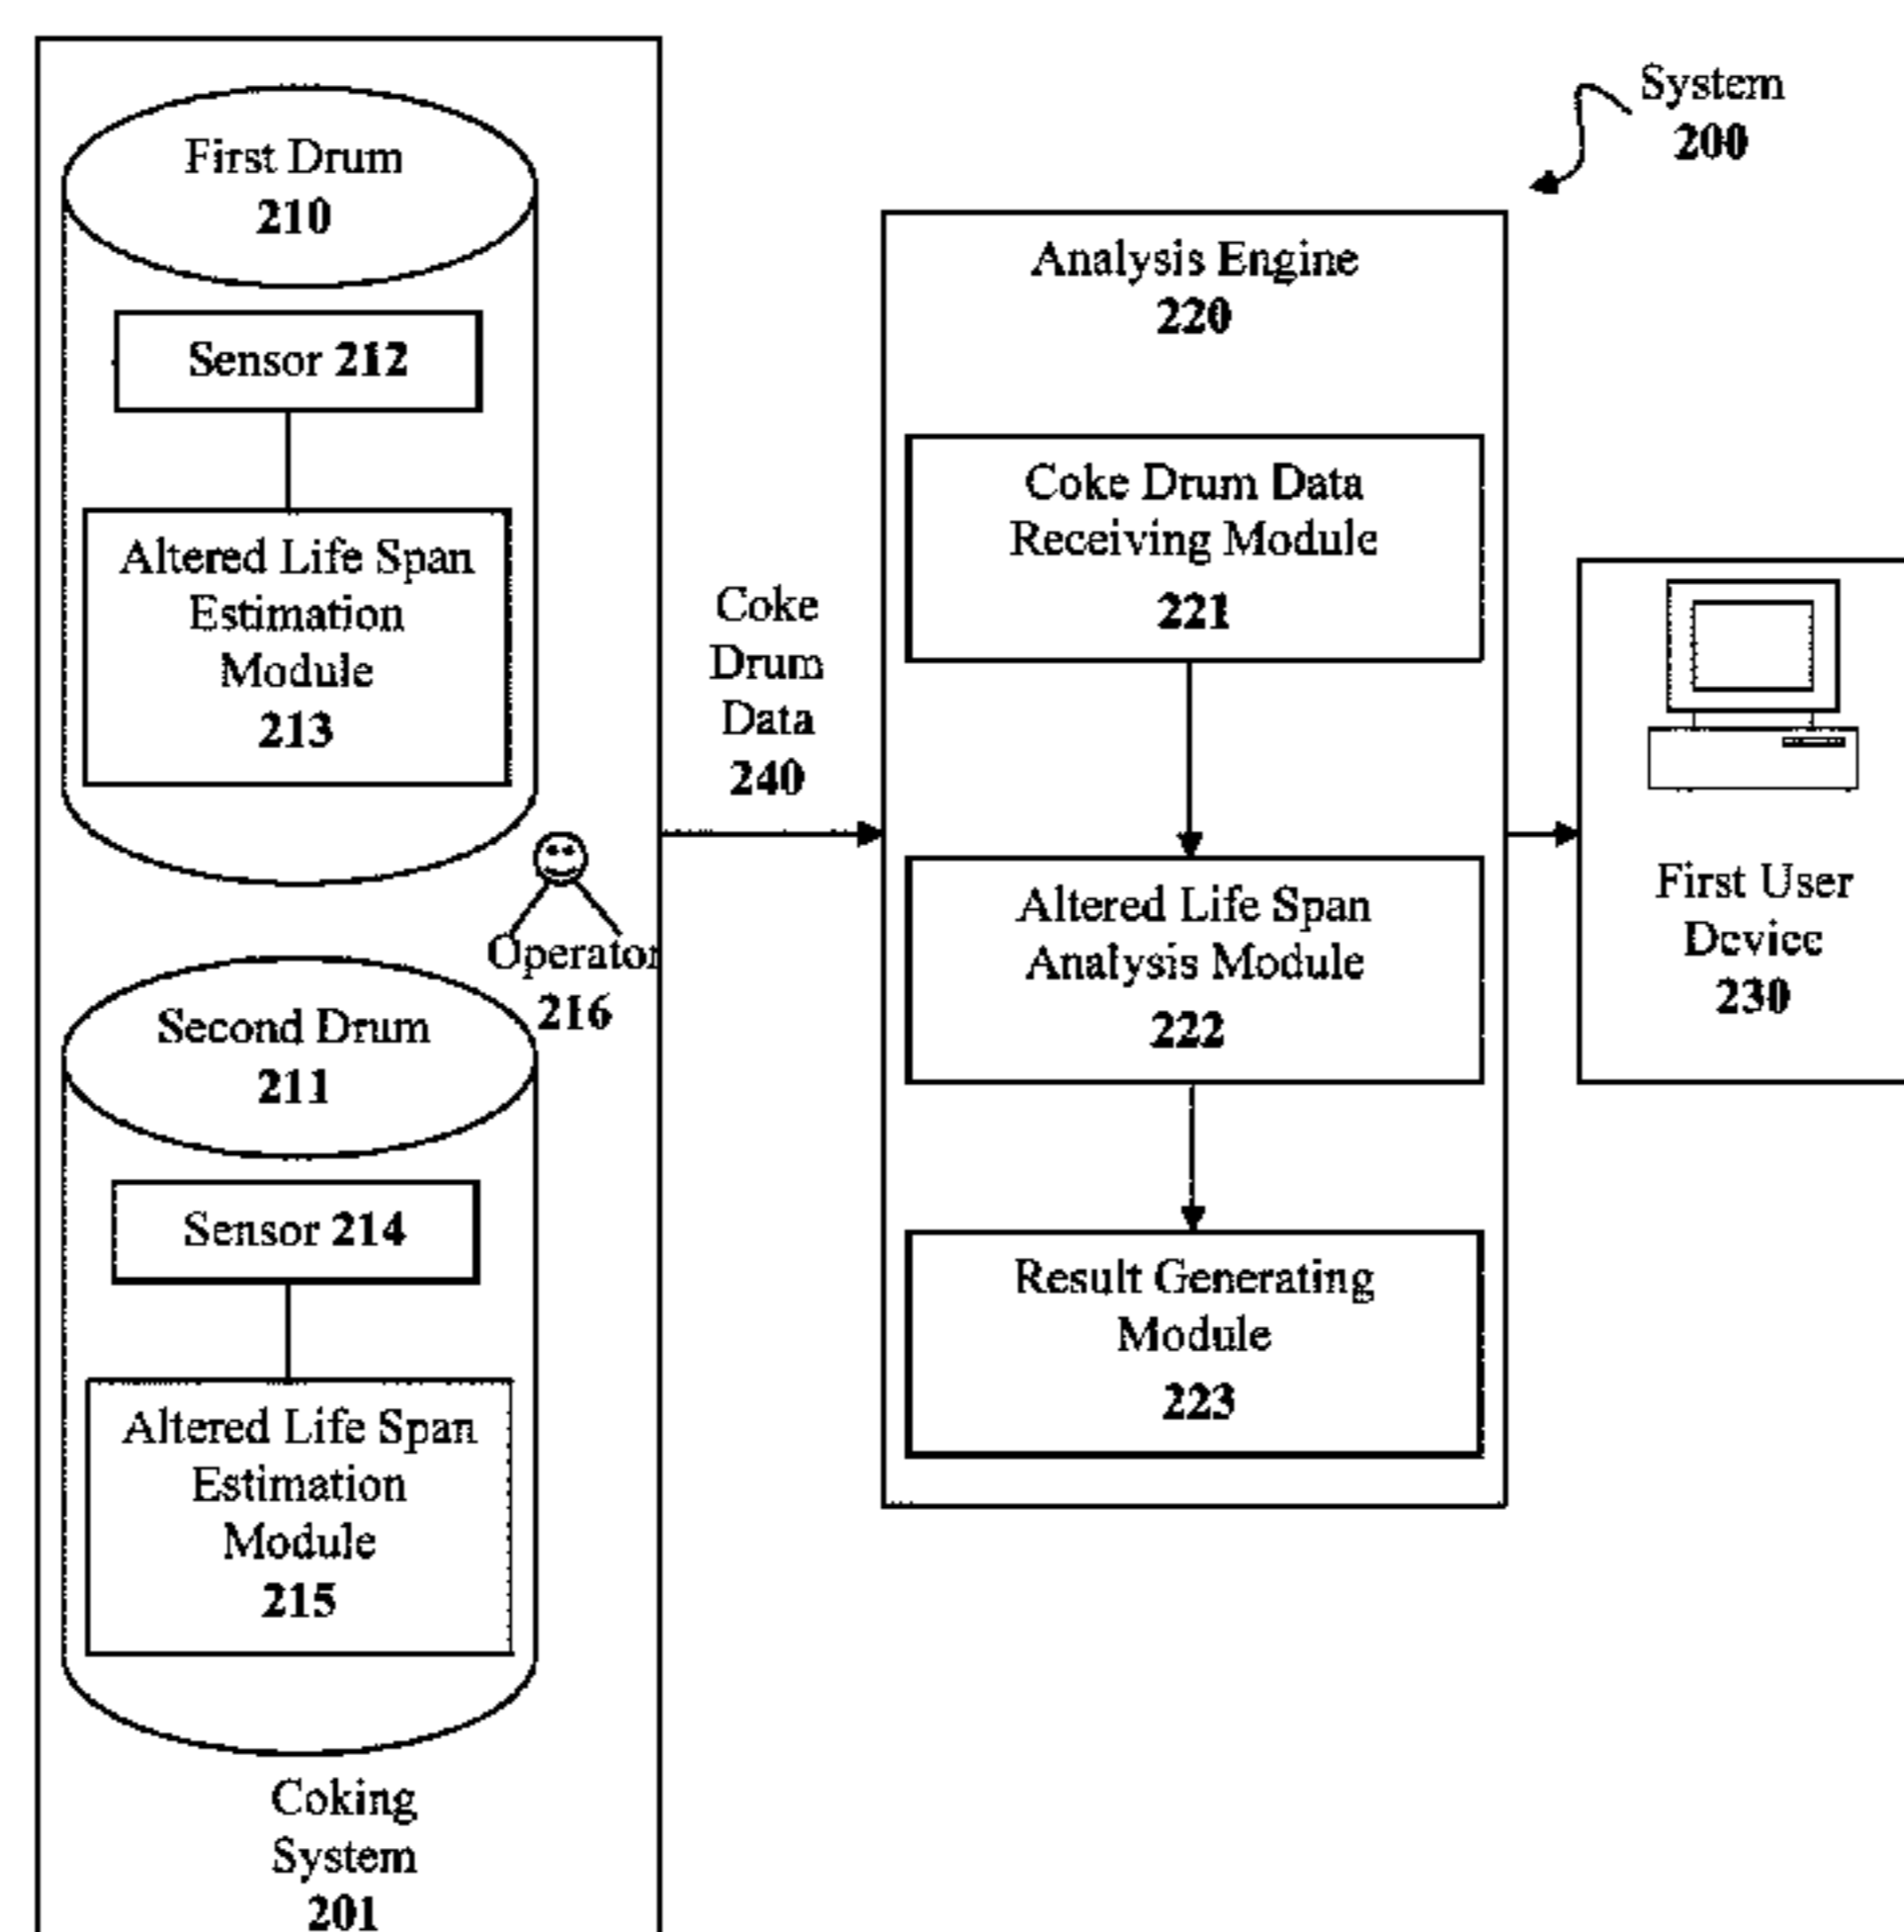 First Drum
210
Sensor 212
Altered Life Span
Estimation
Module
213
Operator
216
Second Drum
211
Sensor 214
Altered Life Span
Estimation
Module
215
Coking
System
201
Coke
Drum
Data
240
System
200
Analysis Engine
220
Coke Drum Data
Receiving Module
221
Altered Life Span
Analysis Module
222
Result Generating
Module
223
First User
Device
230